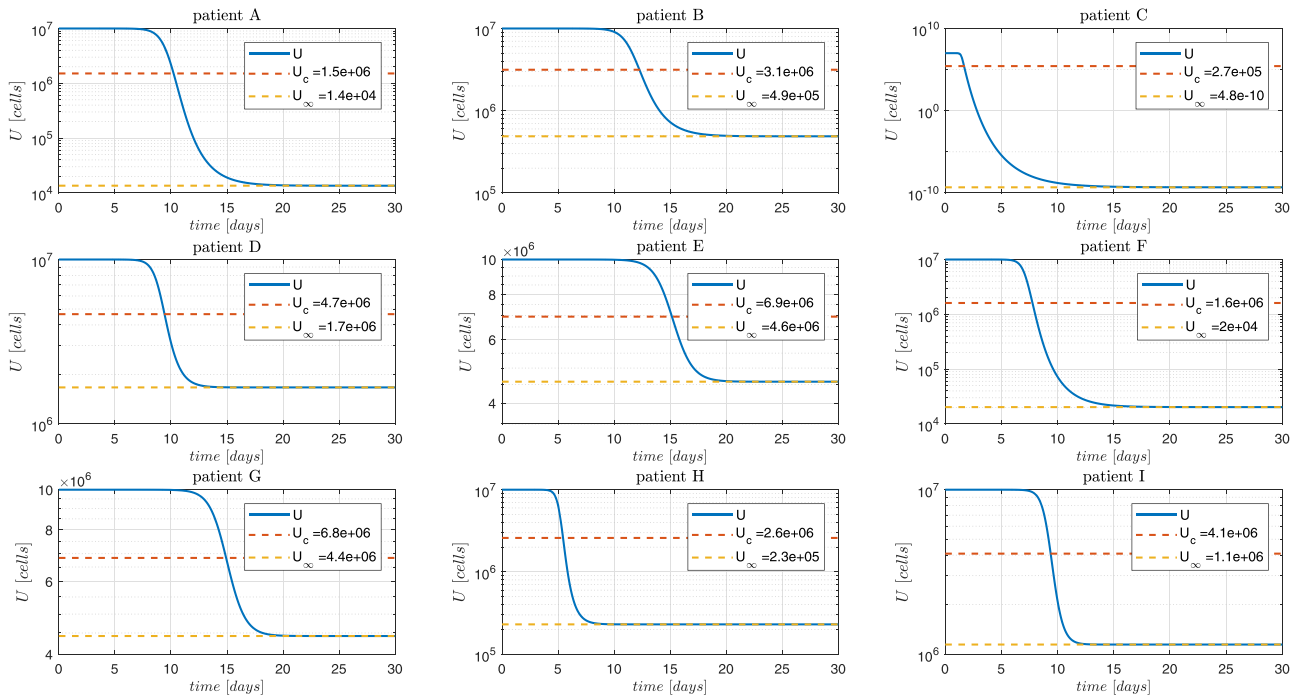 patient A
10^7
10^6
10^5
10^4
U [cells]
U
U_c =1.5e+06
U_∞ =1.4e+04
0 5 10 15 20 25 30
time [days]
patient B
10^7
10^6
10^5
U [cells]
U
U_c =3.1e+06
U_∞ =4.9e+05
0 5 10 15 20 25 30
time [days]
patient C
10^10
10^0
10^-10
U [cells]
U
U_c =2.7e+05
U_∞ =4.8e-10
0 5 10 15 20 25 30
time [days]
patient D
10^7
10^6
U [cells]
U
U_c =4.7e+06
U_∞ =1.7e+06
0 5 10 15 20 25 30
time [days]
patient E
×10^6
10
8
6
4
U [cells]
U
U_c =6.9e+06
U_∞ =4.6e+06
0 5 10 15 20 25 30
time [days]
patient F
10^7
10^6
10^5
10^4
U [cells]
U
U_c =1.6e+06
U_∞ =2e+04
0 5 10 15 20 25 30
time [days]
patient G
×10^6
10
8
6
4
U [cells]
U
U_c =6.8e+06
U_∞ =4.4e+06
0 5 10 15 20 25 30
time [days]
patient H
10^7
10^6
10^5
U [cells]
U
U_c =2.6e+06
U_∞ =2.3e+05
0 5 10 15 20 25 30
time [days]
patient I
10^7
10^6
U [cells]
U
U_c =4.1e+06
U_∞ =1.1e+06
0 5 10 15 20 25 30
time [days]